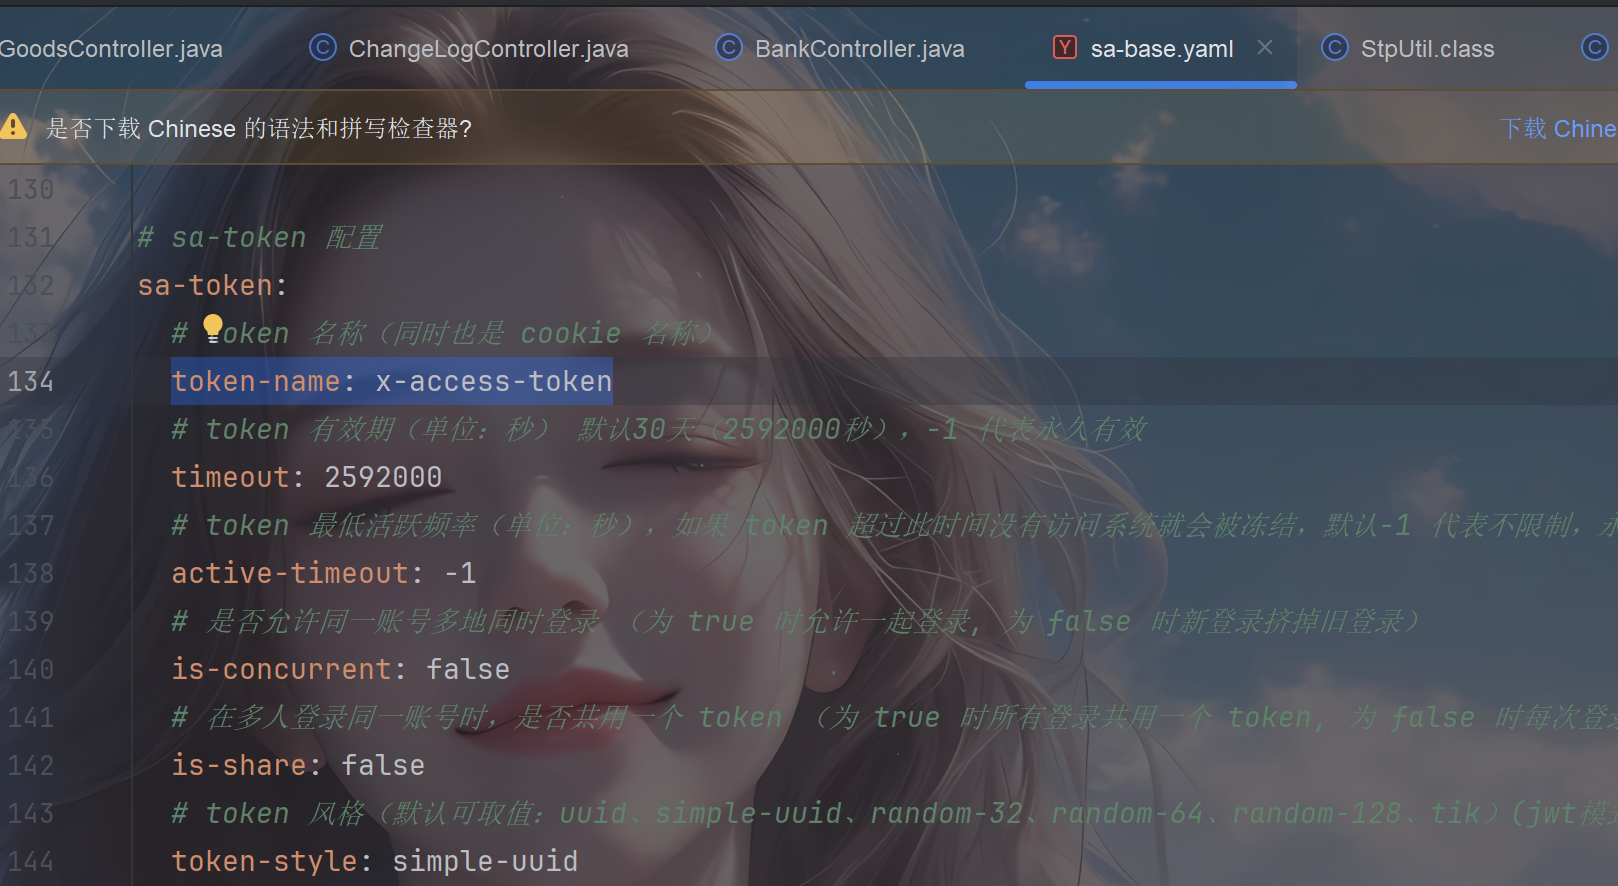 GoodsController.java ChangeLogController.java BankController.java sa-base.yaml StpUtil.class
是否下载 Chinese 的语法和拼写检查器? 下载 Chine
130
131 # sa-token 配置
132 sa-token:
133 # token 名称（同时也是 cookie 名称）
134 token-name: x-access-token
135 # token 有效期（单位：秒） 默认30天（2592000秒），-1 代表永久有效
136 timeout: 2592000
137 # token 最低活跃频率（单位：秒），如果 token 超过此时间没有访问系统就会被冻结，默认-1 代表不限制，永
138 active-timeout: -1
139 # 是否允许同一账号多地同时登录 （为 true 时允许一起登录, 为 false 时新登录挤掉旧登录）
140 is-concurrent: false
141 # 在多人登录同一账号时，是否共用一个 token （为 true 时所有登录共用一个 token, 为 false 时每次登录
142 is-share: false
143 # token 风格（默认可取值：uuid、simple-uuid、random-32、random-64、random-128、tik）(jwt模式
144 token-style: simple-uuid